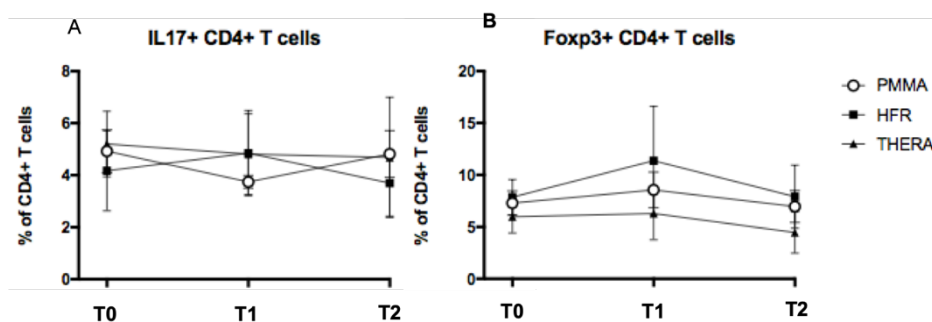 A
IL17+ CD4+ T cells
% of CD4+ T cells
8
6
4
2
0
T0
T1
T2
B
Foxp3+ CD4+ T cells
% of CD4+ T cells
20
15
10
5
0
T0
T1
T2
PMMA
HFR
THERA